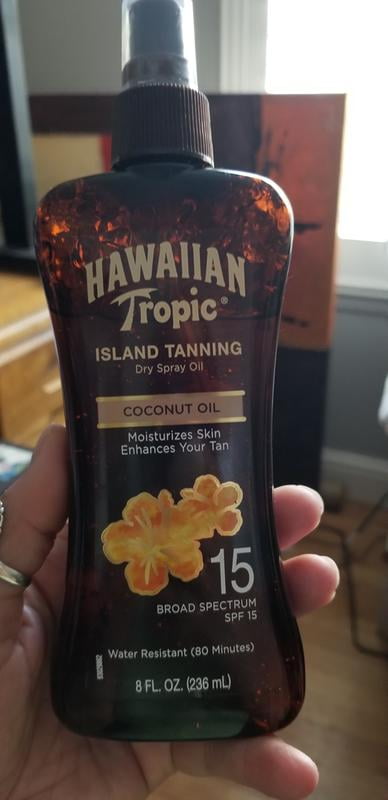 HAWAIIAN
Tropic®
ISLAND TANNING
Dry Spray Oil
COCONUT OIL
Moisturizes Skin
Enhances Your Tan
15
BROAD SPECTRUM
SPF 15
Water Resistant (80 Minutes)
8 FL. OZ. (236 mL)